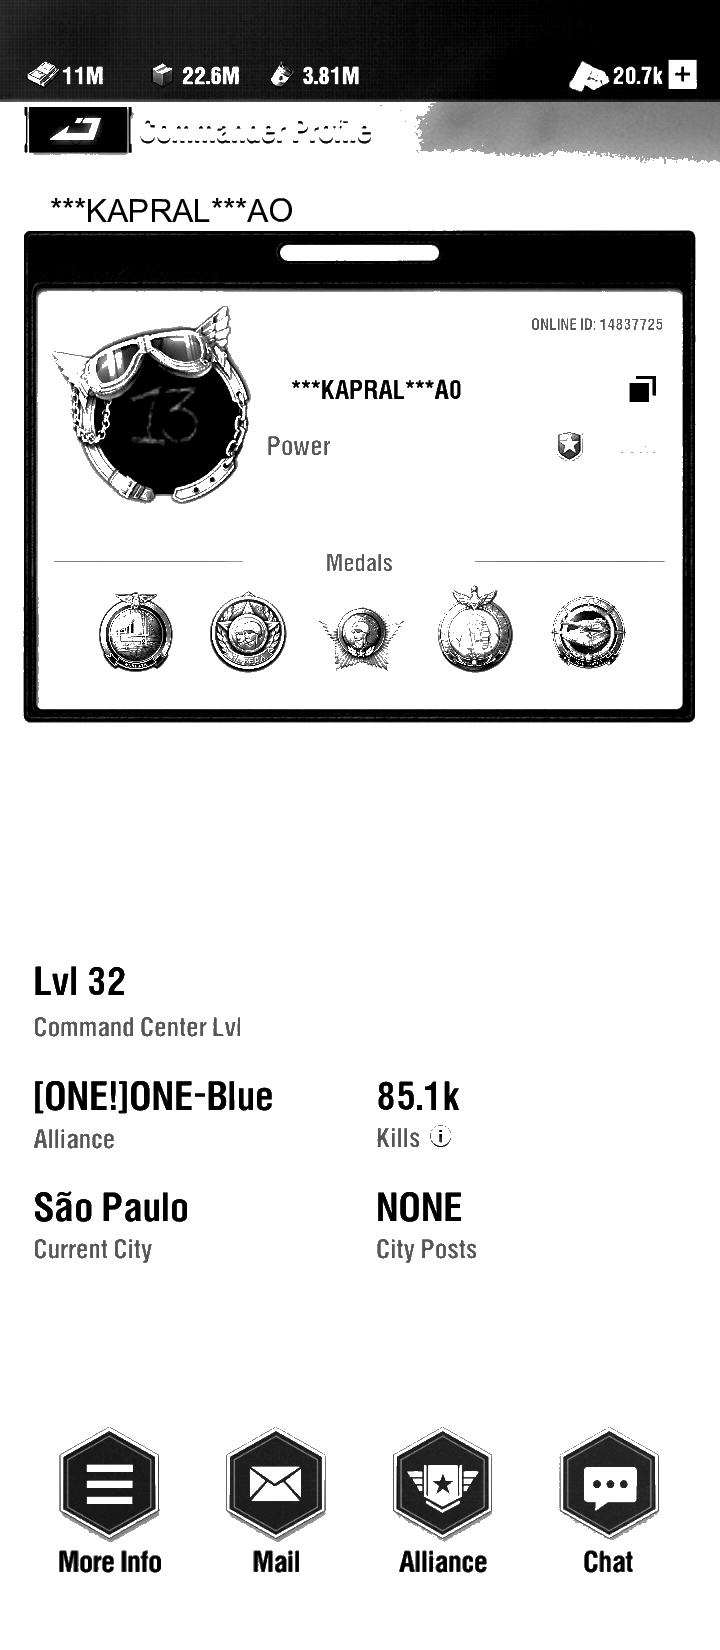 11M 22.6M 3.81M 20.7k
Commander Profile
***KAPRAL***AO
ONLINE ID: 14837725
***KAPRAL***A0
13
Power
Medals
Lvl 32
Command Center Lvl
[ONE!]ONE-Blue 85.1k
Alliance Kills
São Paulo NONE
Current City City Posts
More Info Mail Alliance Chat